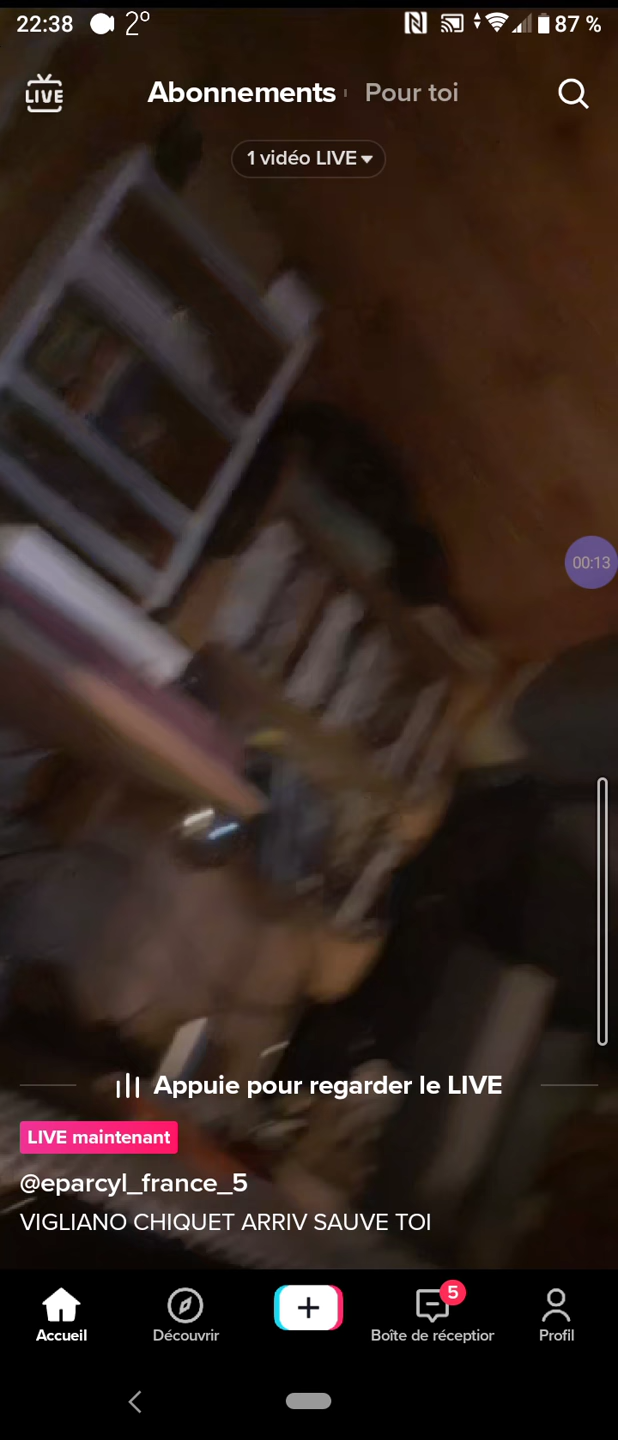 22:38 2° 87 %
LIVE Abonnements Pour toi
1 vidéo LIVE
00:13
Appuie pour regarder le LIVE
LIVE maintenant
@eparcyl_france_5
VIGLIANO CHIQUET ARRIV SAUVE TOI
5
Accueil Découvrir Boîte de réceptior Profil